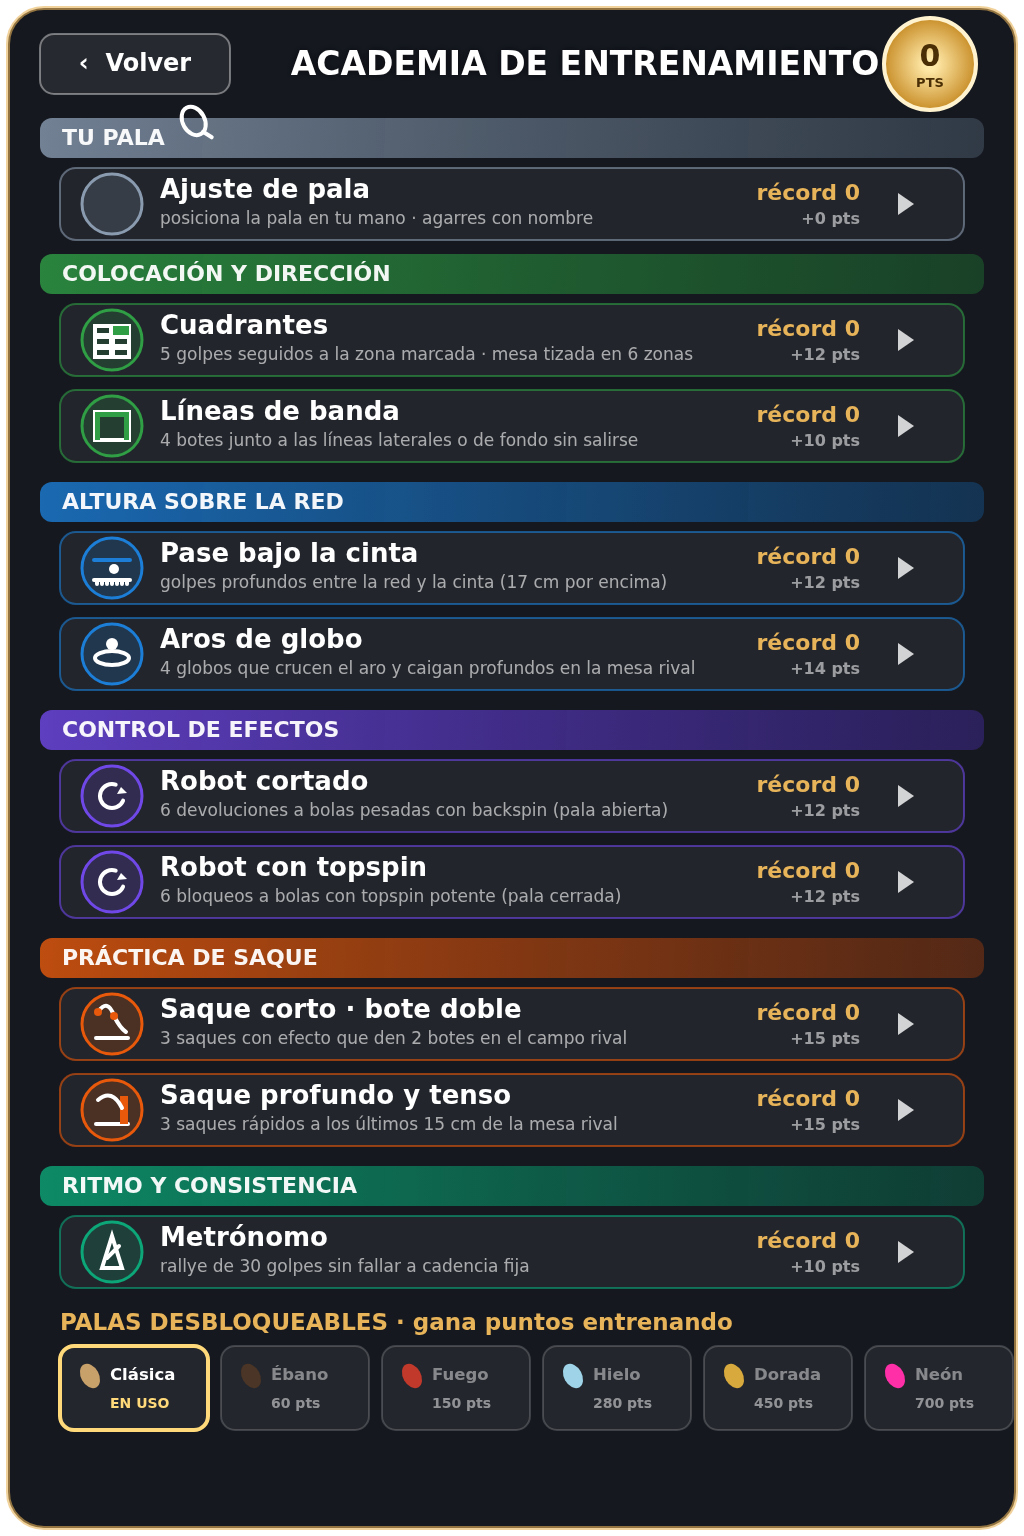 ‹ Volver
ACADEMIA DE ENTRENAMIENTO
0
PTS
TU PALA
Ajuste de pala
posiciona la pala en tu mano · agarres con nombre
récord 0
+0 pts
COLOCACIÓN Y DIRECCIÓN
Cuadrantes
5 golpes seguidos a la zona marcada · mesa tizada en 6 zonas
récord 0
+12 pts
Líneas de banda
4 botes junto a las líneas laterales o de fondo sin salirse
récord 0
+10 pts
ALTURA SOBRE LA RED
Pase bajo la cinta
golpes profundos entre la red y la cinta (17 cm por encima)
récord 0
+12 pts
Aros de globo
4 globos que crucen el aro y caigan profundos en la mesa rival
récord 0
+14 pts
CONTROL DE EFECTOS
Robot cortado
6 devoluciones a bolas pesadas con backspin (pala abierta)
récord 0
+12 pts
Robot con topspin
6 bloqueos a bolas con topspin potente (pala cerrada)
récord 0
+12 pts
PRÁCTICA DE SAQUE
Saque corto · bote doble
3 saques con efecto que den 2 botes en el campo rival
récord 0
+15 pts
Saque profundo y tenso
3 saques rápidos a los últimos 15 cm de la mesa rival
récord 0
+15 pts
RITMO Y CONSISTENCIA
Metrónomo
rallye de 30 golpes sin fallar a cadencia fija
récord 0
+10 pts
PALAS DESBLOQUEABLES · gana puntos entrenando
Clásica
EN USO
Ébano
60 pts
Fuego
150 pts
Hielo
280 pts
Dorada
450 pts
Neón
700 pts